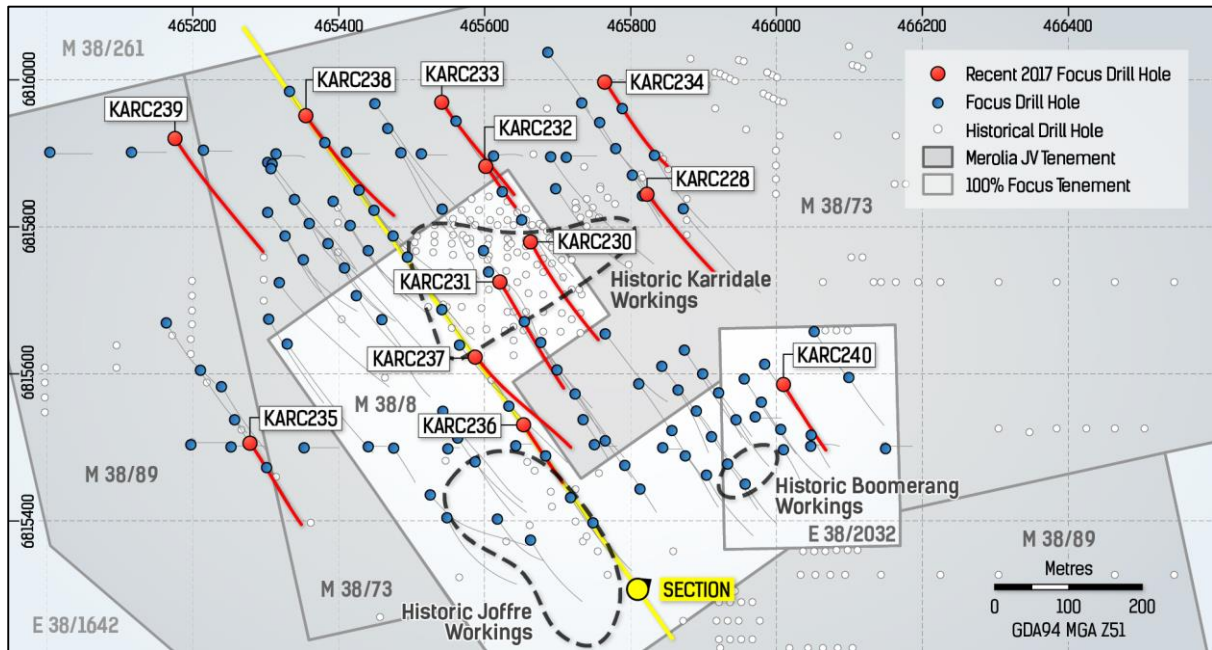 465200
465400
465600
465800
466000
466200
466400
M 38/261
6816000
KARC238
KARC233
KARC234
KARC239
KARC232
KARC228
Recent 2017 Focus Drill Hole
Focus Drill Hole
Historical Drill Hole
Merolia JV Tenement
100% Focus Tenement
M 38/73
6815800
KARC230
KARC231
Historic Karridale
Workings
KARC237
KARC240
6815600
M 38/8
KARC236
KARC235
M 38/89
Historic Boomerang
Workings
E 38/2032
6815400
M 38/89
M 38/73
SECTION
Historic Joffre
Workings
E 38/1642
Metres
0
100
200
GDA94 MGA Z51